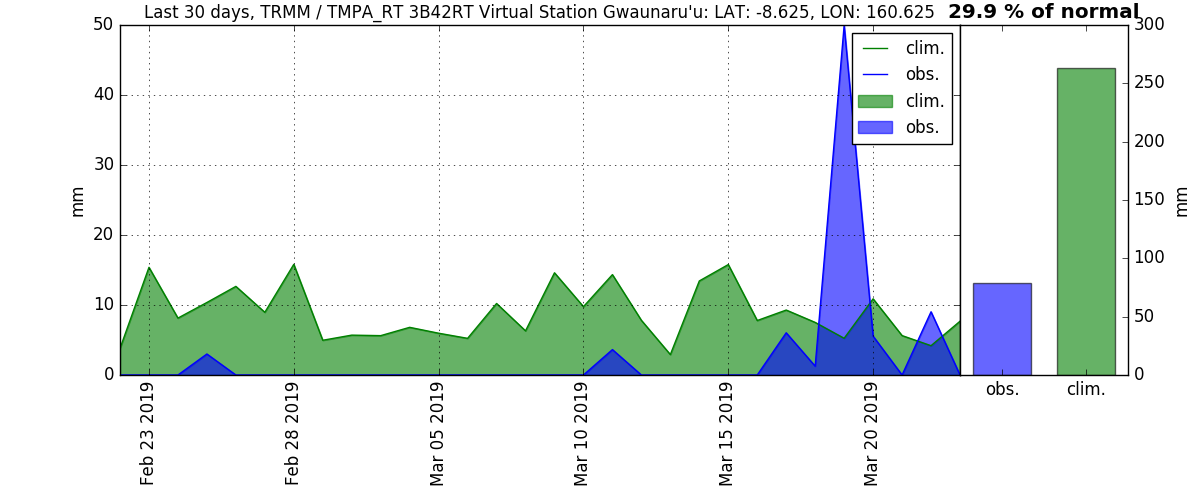 Last 30 days, TRMM / TMPA_RT 3B42RT Virtual Station Gwaunaru'u: LAT: -8.625, LON: 160.625 29.9 % of normal
50
40
30
20
10
0
mm
clim.
obs.
clim.
obs.
Feb 23 2019
Feb 28 2019
Mar 05 2019
Mar 10 2019
Mar 15 2019
Mar 20 2019
300
250
200
150
100
50
0
mm
obs. clim.